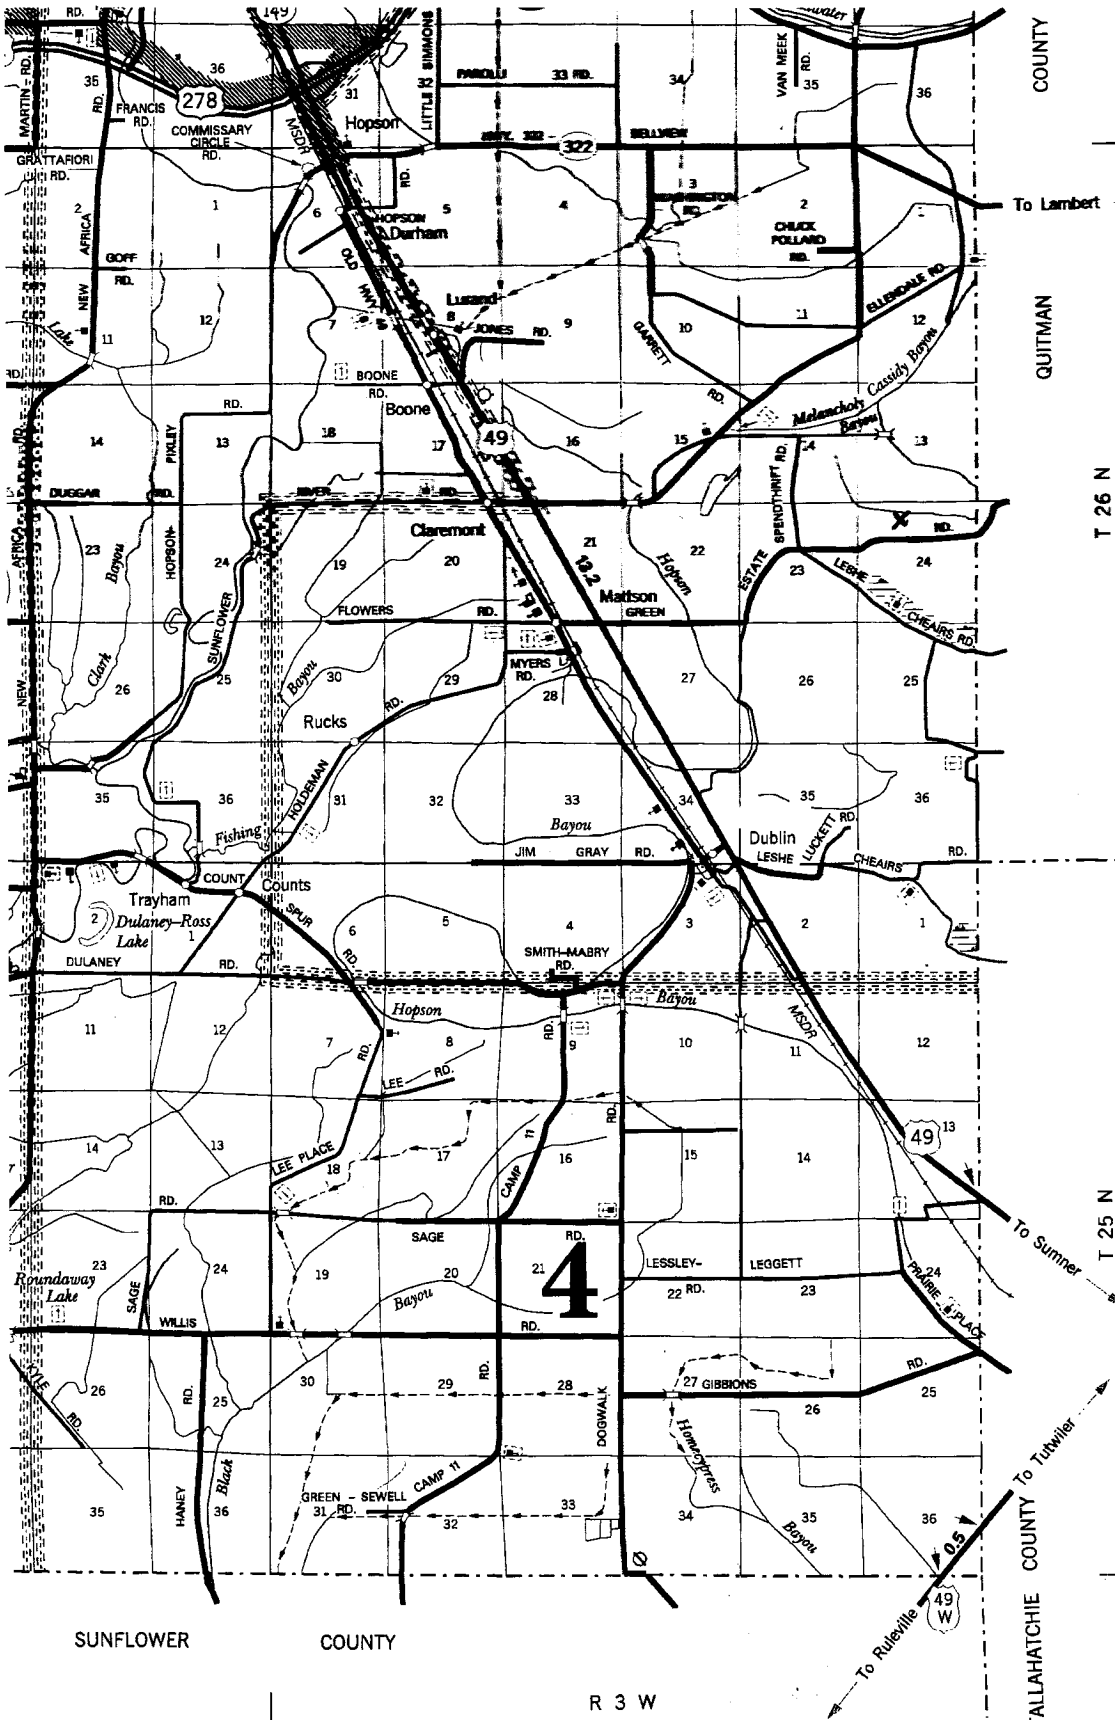 RD.
149
36
35
MARTIN RD.
RD.
FRANCIS
RD.
278
COMMISSARY
CIRCLE
RD.
MSDR
31
Hopson
LITTLE
SIMMONS
33 RD.
34
VAN MEEK
RD.
35
36
COUNTY
HWY. 322
322
BELLVIEW
GRATTAFIORI
RD.
2
1
6
RD.
5
4
3
WASHINGTON
RD.
2
1
To Lambert
HOPSON
Durham
CHUCK
POLLARD
RD.
NEW AFRICA
GOFF
RD.
OLD HWY
Lake
11
12
7
Lurand
8
JONES RD.
9
GARRETT
RD.
10
11
ELLENDALE RD.
12
QUITMAN
RD.
BOONE
RD.
Boone
Melancholy
Bayou
Cassidy Bayou
RD.
14
PIXLEY
13
18
17
49
16
15
14
13
SPENDTHRIFT RD.
DUGGAR
RD.
RIVER
RD.
T 26 N
Claremont
RD.
AFRICA
23
Bayou
HOPSON-
24
19
20
21
13.2
Hopson
22
ESTATE
23
LESHE
24
CHEAIRS RD.
Mattson
FLOWERS
RD.
GREEN
SUNFLOWER
NEW
Clark
26
25
Bayou
30
29
RD.
MYERS
RD.
28
27
26
25
Rucks
35
36
HOLDEMAN
31
32
33
34
35
36
Fishing
Bayou
Dublin
LUCKETT RD.
JIM GRAY RD.
LESHE
CHEAIRS
RD.
COUNT
Counts
SPUR
RD.
Trayham
Dulaney-Ross
Lake
2
1
6
5
4
3
2
1
SMITH-MABRY
RD.
DULANEY
RD.
Hopson
Bayou
MSDR
11
12
7
8
9
10
11
12
RD.
RD.
LEE RD.
RD.
14
13
LEE PLACE
18
17
CAMP 11
16
15
14
49
13
RD.
SAGE
RD.
T 25 N
To Sumner
4
Roundaway
Lake
23
SAGE
24
19
20
Bayou
21
LESSLEY-
LEGGETT
22 RD.
23
24
PRAIRIE PLACE
WILLIS
RD.
KYLE
RD.
26
RD.
25
30
29
RD.
28
DOGWALK
27 GIBBONS
RD.
25
26
To Tutwiler
Homecypress
Bayou
HANEY
Black
CAMP 11
GREEN - SEWELL
RD.
35
36
31
32
33
34
35
36
0.5
49
W
To Ruleville
SUNFLOWER COUNTY
TALLAHATCHIE COUNTY
R 3 W